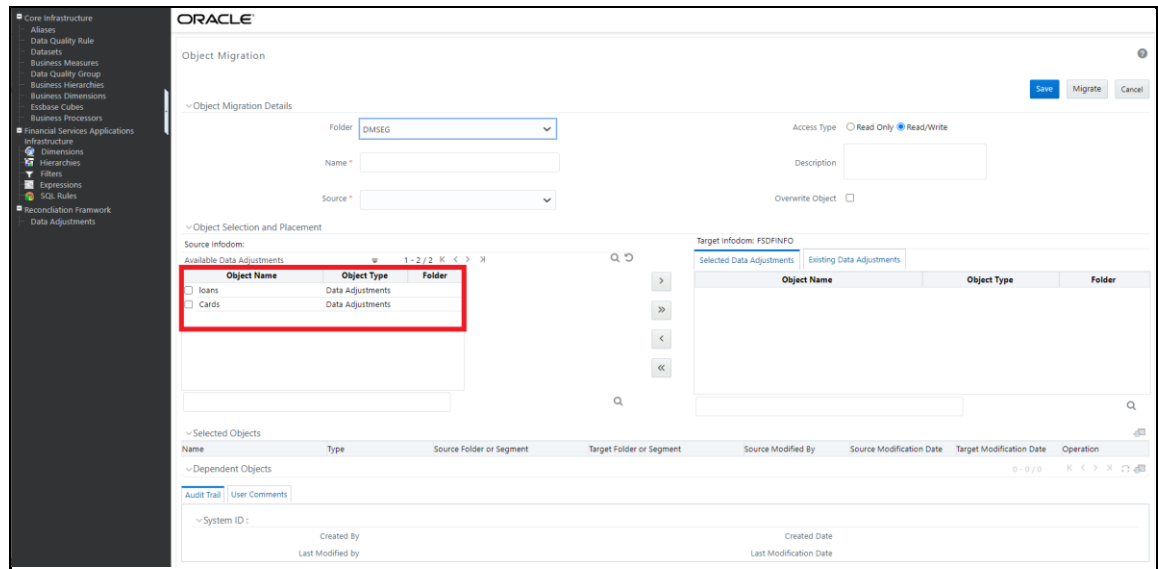 Core Infrastructure
Aliases
Data Quality Rule
Datasets
Business Measures
Data Quality Group
Business Hierarchies
Business Dimensions
Essbase Cubes
Business Processors
Financial Services Applications
Infrastructure
Dimensions
Hierarchies
Filters
Expressions
SQL Rules
Reconcliation Framwork
Data Adjustments
ORACLE
Object Migration
Save Migrate Cancel
Object Migration Details
Folder DMSEG Access Type Read Only Read/Write
Name * Description
Source * Overwrite Object
Object Selection and Placement
Source Infodom: Target Infodom: FSDFINFO
Available Data Adjustments 1 - 2 / 2 Selected Data Adjustments Existing Data Adjustments
Object Name Object Type Folder Object Name Object Type Folder
loans Data Adjustments
Cards Data Adjustments
Selected Objects
Name Type Source Folder or Segment Target Folder or Segment Source Modified By Source Modification Date Target Modification Date Operation
Dependent Objects 0 - 0 / 0
Audit Trail User Comments
System ID :
Created By Created Date
Last Modified by Last Modification Date